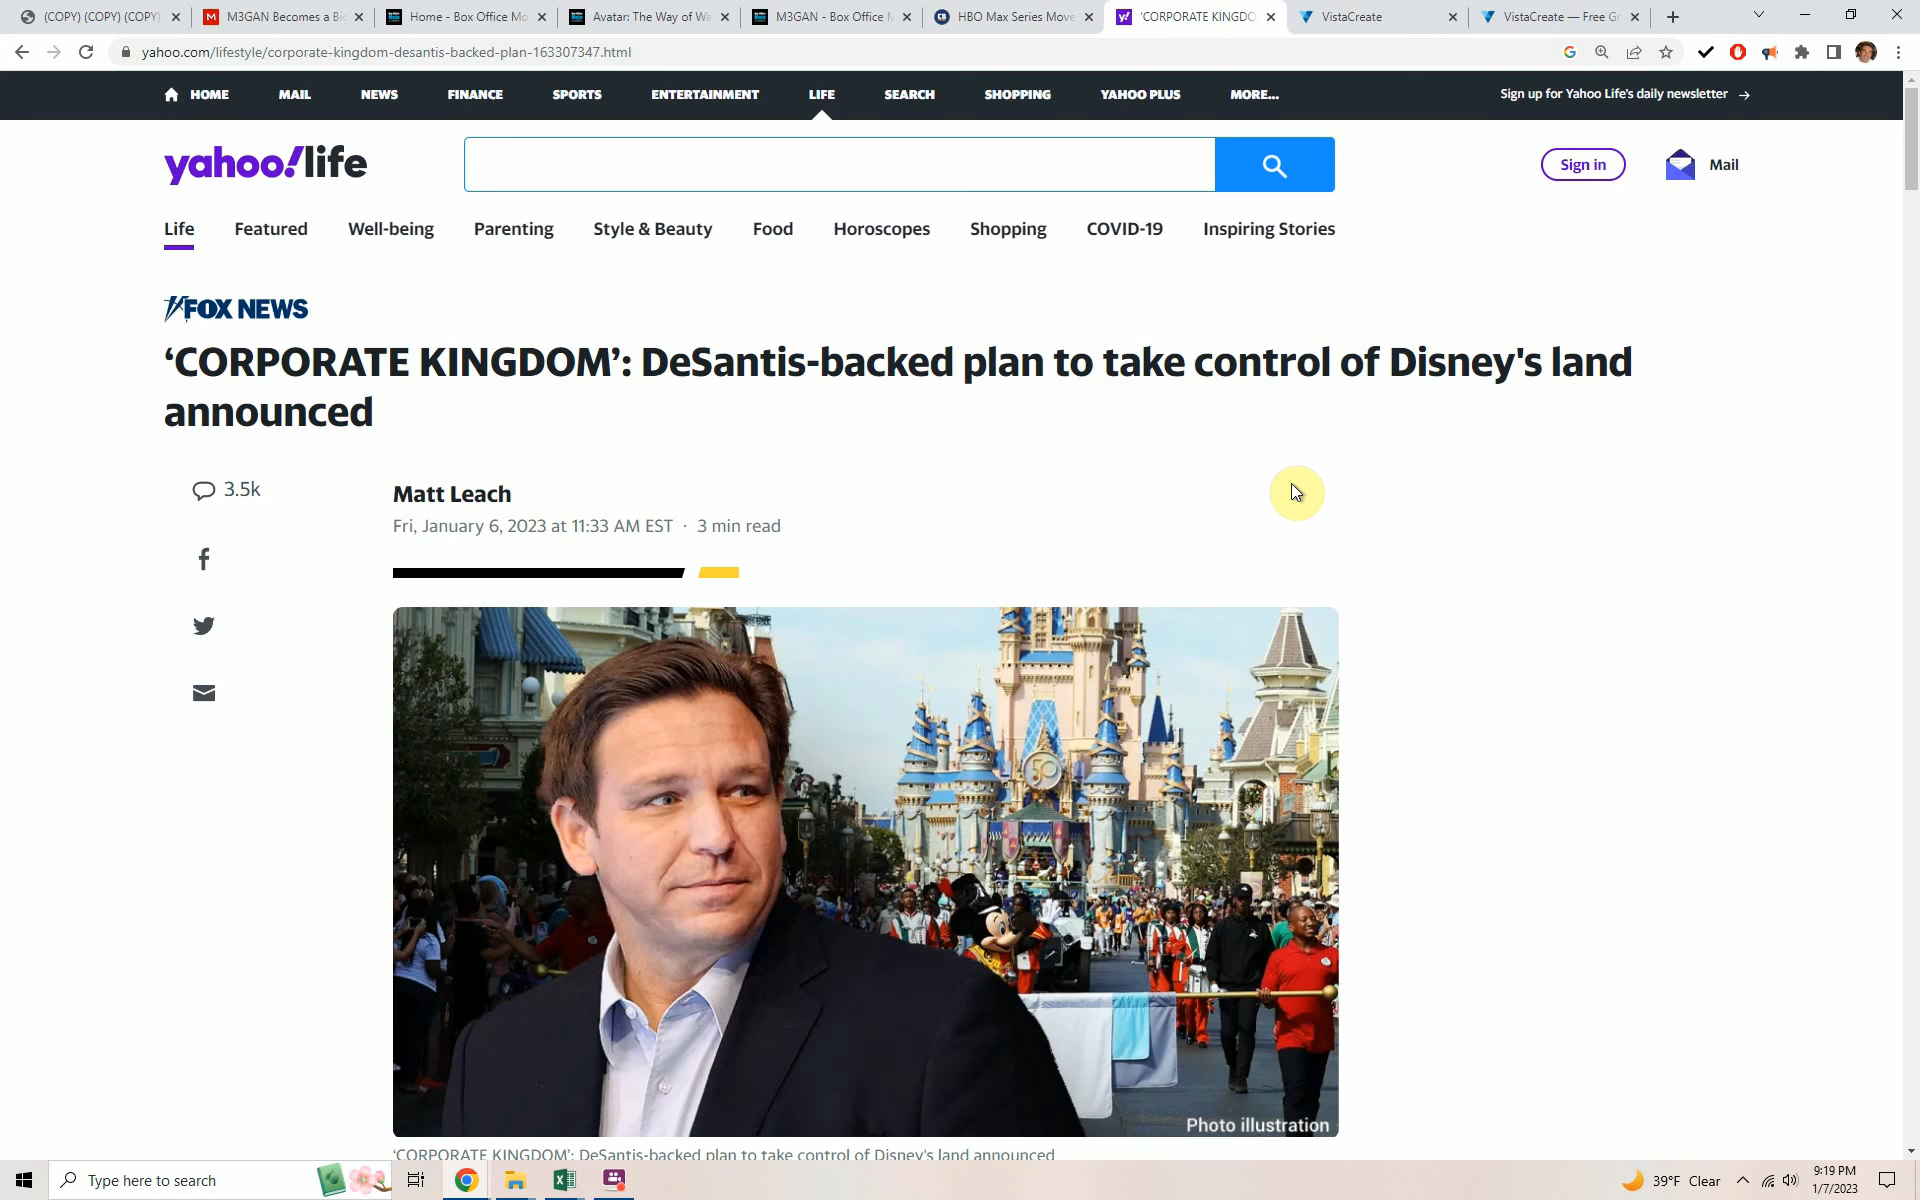 (COPY) (COPY) (COPY)
M3GAN Becomes a Bi
Home - Box Office Mo
Avatar: The Way of Wa
M3GAN - Box Office M
HBO Max Series Move
'CORPORATE KINGDO
VistaCreate
VistaCreate — Free Gr
yahoo.com/lifestyle/corporate-kingdom-desantis-backed-plan-163307347.html
HOME MAIL NEWS FINANCE SPORTS ENTERTAINMENT LIFE SEARCH SHOPPING YAHOO PLUS MORE...
Sign up for Yahoo Life's daily newsletter →
yahoo!life
Sign in
Mail
Life Featured Well-being Parenting Style & Beauty Food Horoscopes Shopping COVID-19 Inspiring Stories
FOX NEWS
‘CORPORATE KINGDOM’: DeSantis-backed plan to take control of Disney's land
announced
3.5k
Matt Leach
Fri, January 6, 2023 at 11:33 AM EST · 3 min read
50
Photo illustration
‘CORPORATE KINGDOM’: DeSantis-backed plan to take control of Disney's land announced
Type here to search
39°F Clear
9:19 PM
1/7/2023